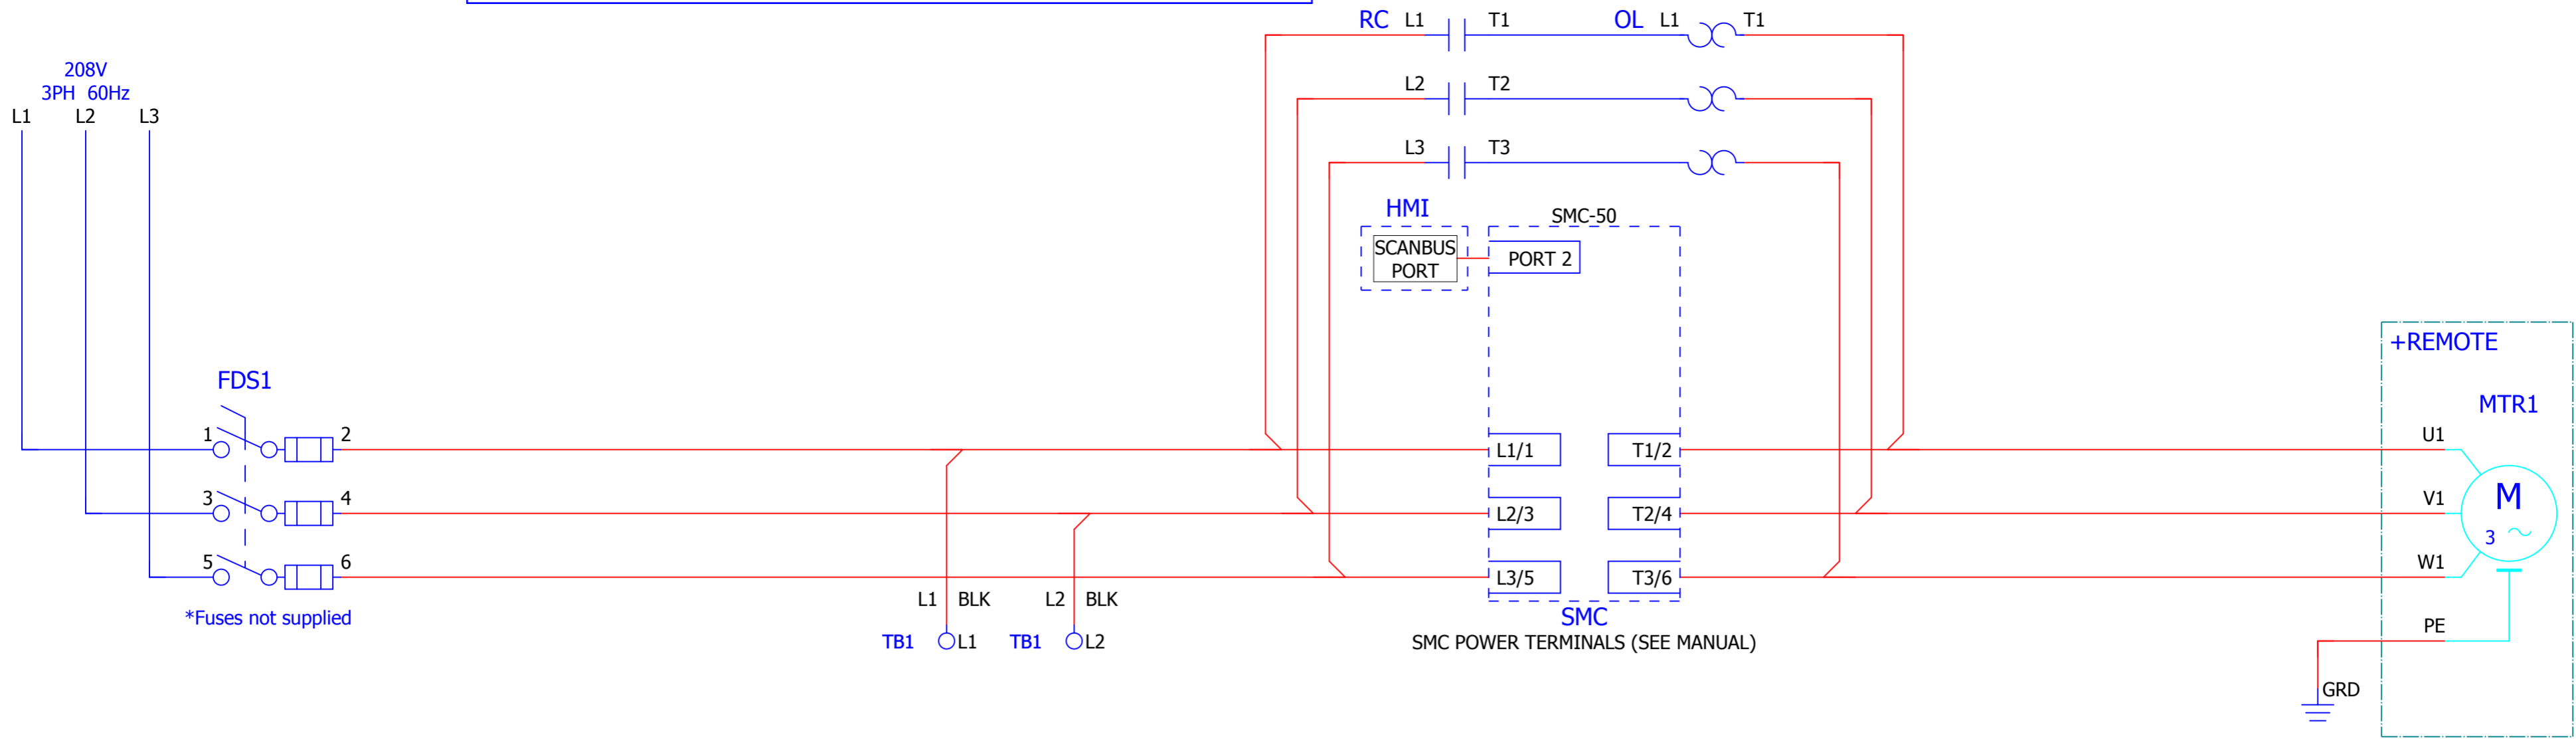 RC L1 T1 OL L1 T1
208V
3PH 60Hz
L1 L2 L3
L2 T2
L3 T3
HMI
SMC-50
SCANBUS
PORT
PORT 2
+REMOTE
FDS1
MTR1
1 2 L1/1 T1/2 U1
3 4 L2/3 T2/4 V1
M
3
5 6 L3/5 T3/6 W1
*Fuses not supplied
L1 BLK L2 BLK
SMC
TB1 L1 TB1 L2
SMC POWER TERMINALS (SEE MANUAL)
PE
GRD